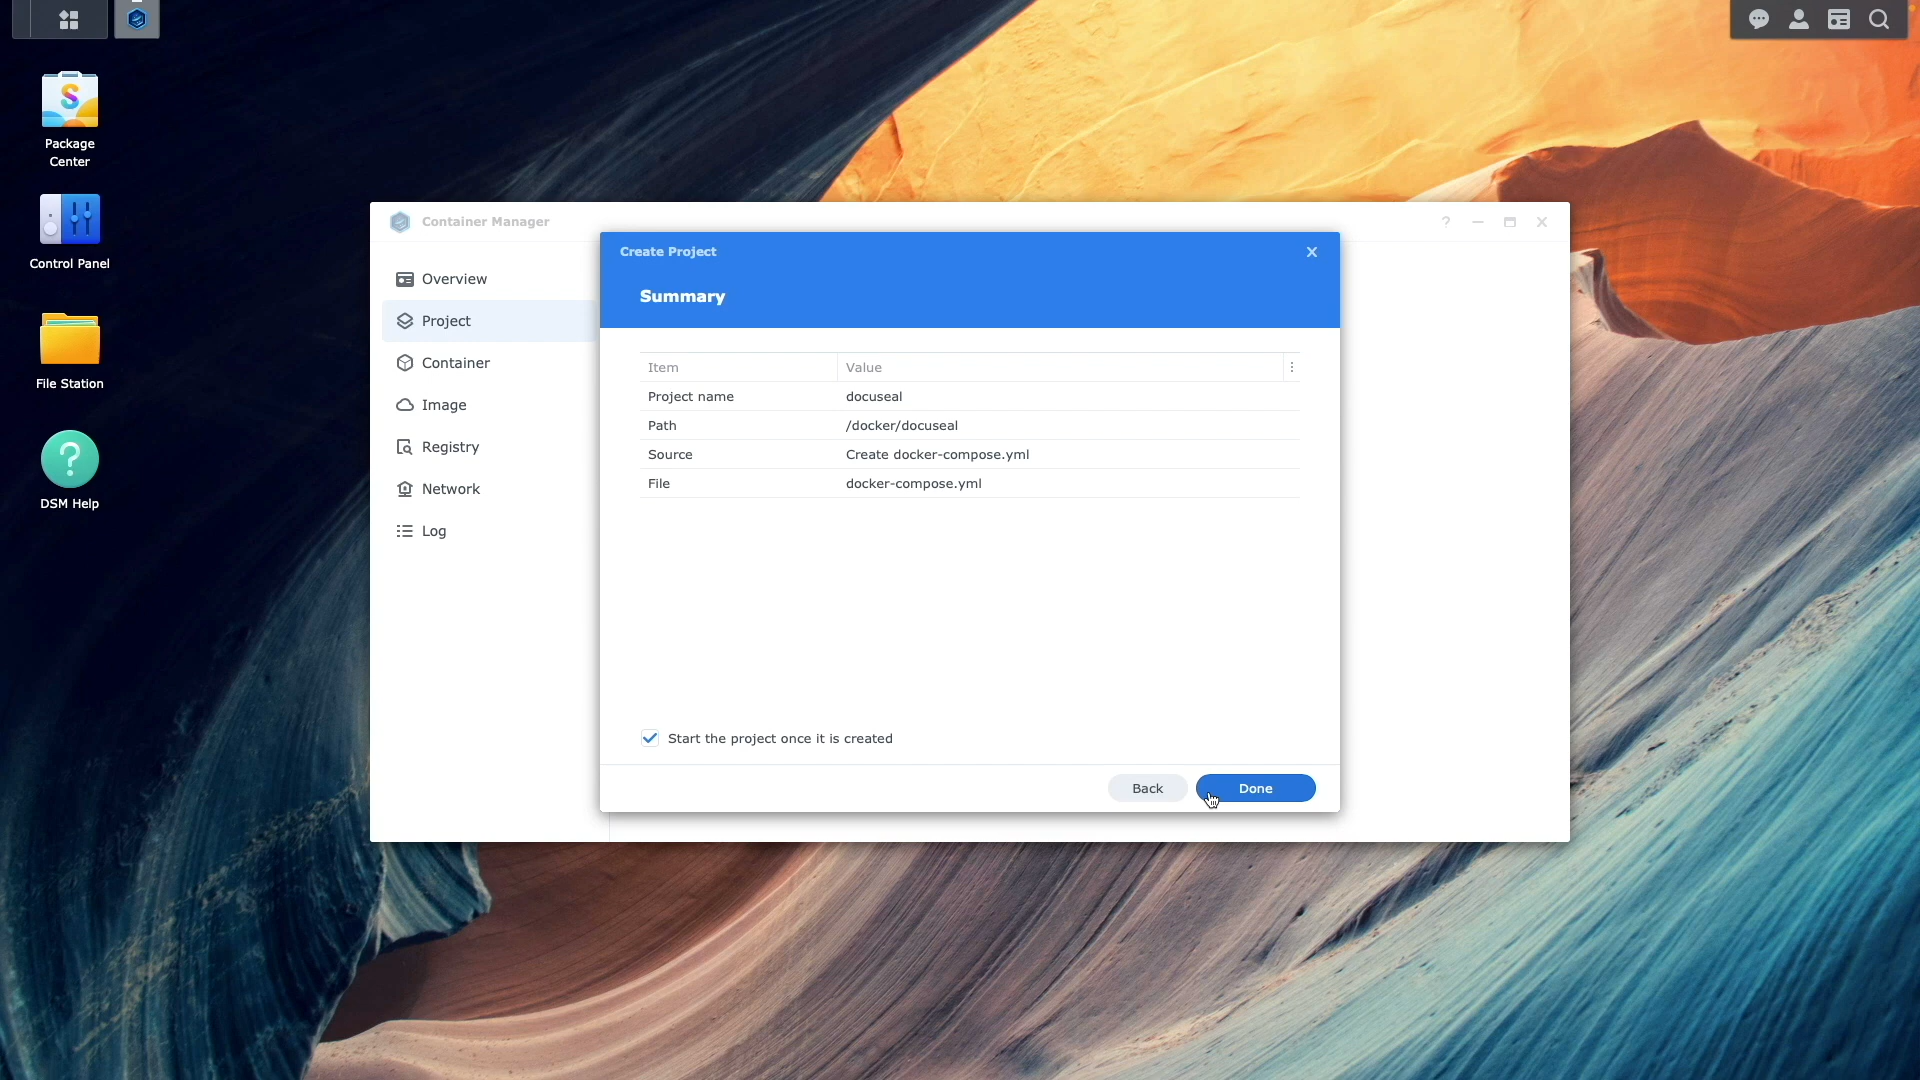 Package
Center
Control Panel
File Station
DSM Help
Container Manager
Overview
Project
Container
Image
Registry
Network
Log
Create Project
Summary
Item Value
Project name docuseal
Path /docker/docuseal
Source Create docker-compose.yml
File docker-compose.yml
Start the project once it is created
Back Done